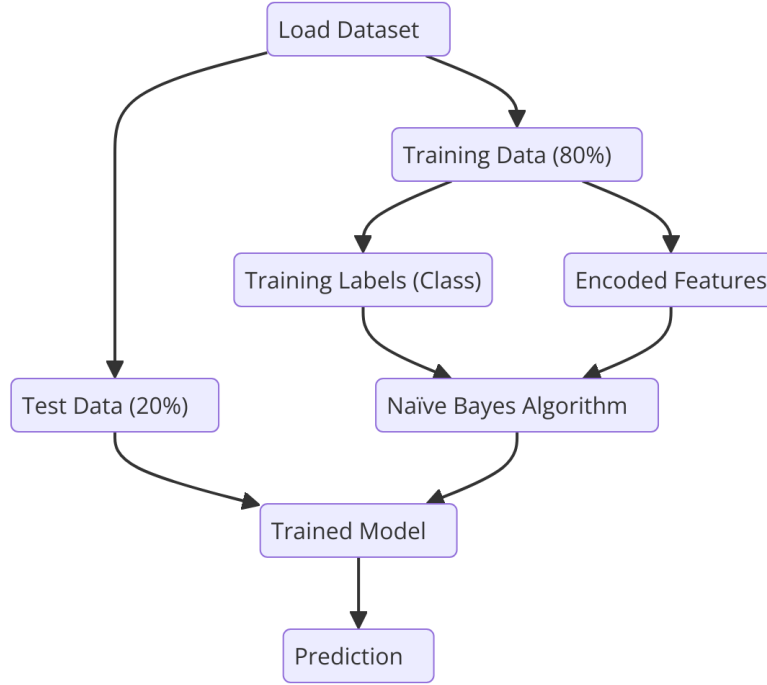 Load Dataset
Training Data (80%)
Training Labels (Class)
Encoded Features
Test Data (20%)
Naïve Bayes Algorithm
Trained Model
Prediction